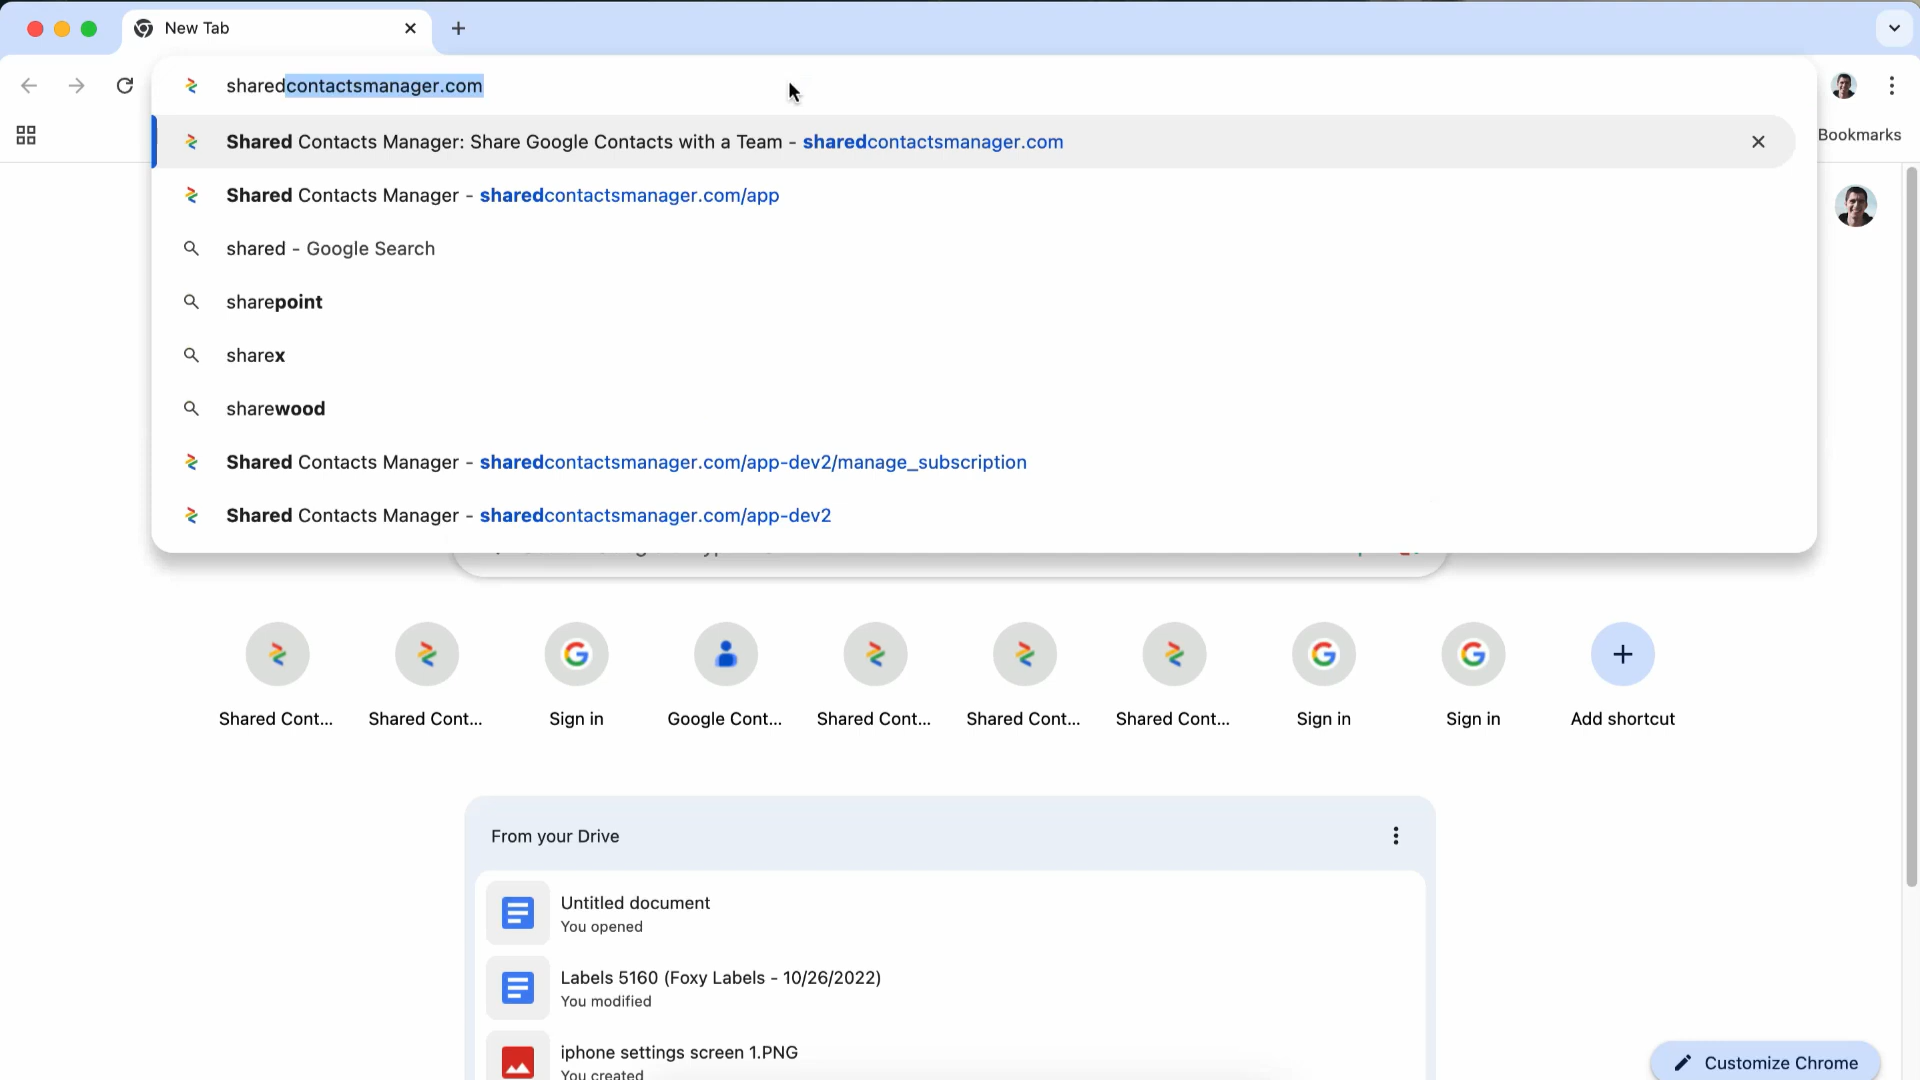 New Tab
sharedcontactsmanager.com
Shared Contacts Manager: Share Google Contacts with a Team - sharedcontactsmanager.com
Bookmarks
Shared Contacts Manager - sharedcontactsmanager.com/app
shared - Google Search
sharepoint
sharex
sharewood
Shared Contacts Manager - sharedcontactsmanager.com/app-dev2/manage_subscription
Shared Contacts Manager - sharedcontactsmanager.com/app-dev2
Shared Cont...
Shared Cont...
Sign in
Google Cont...
Shared Cont...
Shared Cont...
Shared Cont...
Sign in
Sign in
Add shortcut
From your Drive
Untitled document
You opened
Labels 5160 (Foxy Labels - 10/26/2022)
You modified
iphone settings screen 1.PNG
You created
Customize Chrome